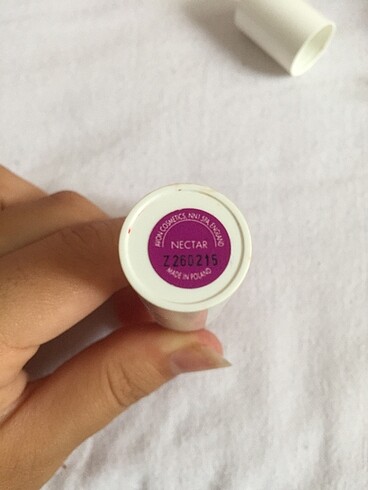 AVON COSMETICS, NN1 5PA, ENGLAND
NECTAR
Z260215
MADE IN POLAND